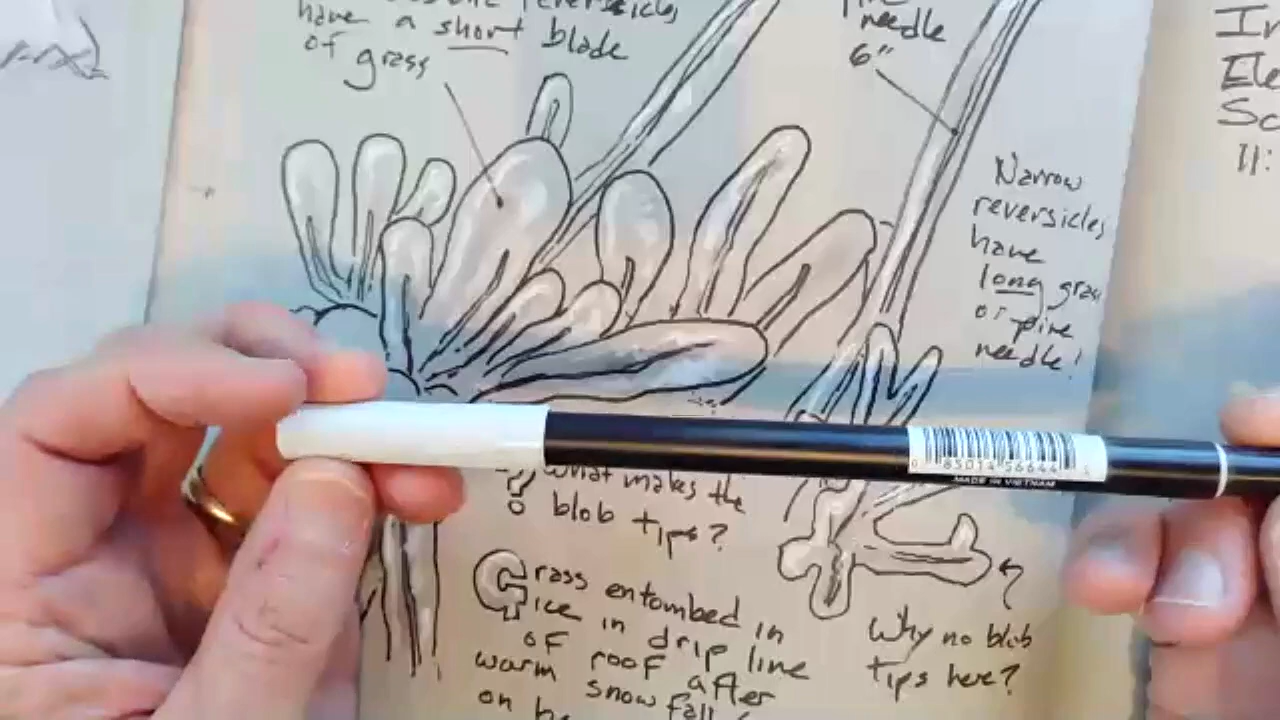 have a short blade
of grass
needle
6"
Narrow
reversicles
have
long grass
or pine
needle!
? What makes the
blob tips?
MADE IN VIETNAM
Grass entombed in
ice in drip line
of roof after
warm snow fall
on
Why no blob
tips here?
11: